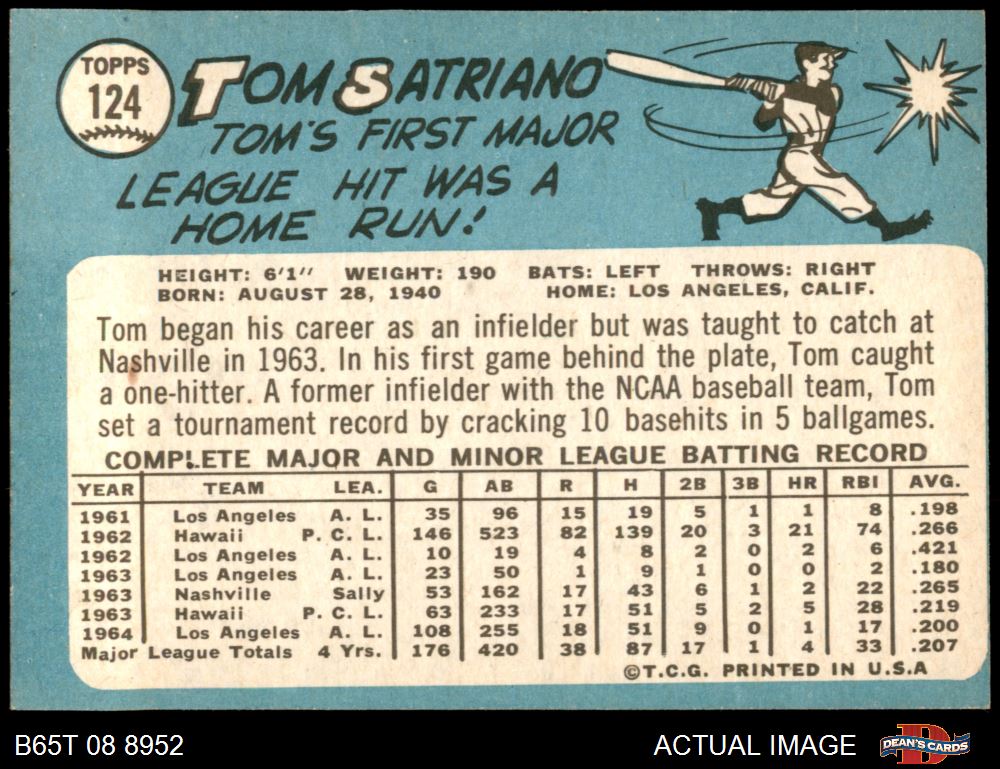 TOPPS
124
TOM SATRIANO
TOM'S FIRST MAJOR
LEAGUE HIT WAS A
HOME RUN!
HEIGHT: 6'1" WEIGHT: 190 BATS: LEFT THROWS: RIGHT
BORN: AUGUST 28, 1940 HOME: LOS ANGELES, CALIF.
Tom began his career as an infielder but was taught to catch at
Nashville in 1963. In his first game behind the plate, Tom caught
a one-hitter. A former infielder with the NCAA baseball team, Tom
set a tournament record by cracking 10 basehits in 5 ballgames.
COMPLETE MAJOR AND MINOR LEAGUE BATTING RECORD
YEAR TEAM LEA. G AB R H 2B 3B HR RBI AVG.
1961 Los Angeles A. L. 35 96 15 19 5 1 1 8 .198
1962 Hawaii P. C. L. 146 523 82 139 20 3 21 74 .266
1962 Los Angeles A. L. 10 19 4 8 2 0 2 6 .421
1963 Los Angeles A. L. 23 50 1 9 1 0 0 2 .180
1963 Nashville Sally 53 162 17 43 6 1 2 22 .265
1963 Hawaii P. C. L. 63 233 17 51 5 2 5 28 .219
1964 Los Angeles A. L. 108 255 18 51 9 0 1 17 .200
Major League Totals 4 Yrs. 176 420 38 87 17 1 4 33 .207
©T.C.G. PRINTED IN U.S.A
B65T 08 8952 ACTUAL IMAGE D DEAN'S CARDS